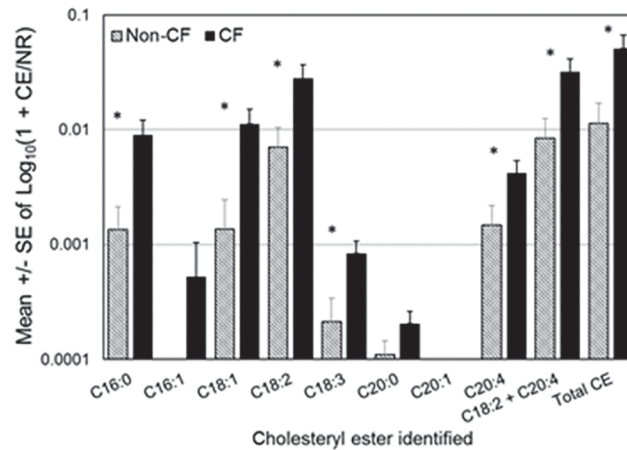 0.1
Non-CF CF
*
*
*
*
*
*
*
0.01
0.001
0.0001
Mean +/- SE of Log10(1 + CE/NR)
C16:0 C16:1 C18:1 C18:2 C18:3 C20:0 C20:1 C20:4 C18:2 + C20:4 Total CE
Cholesteryl ester identified